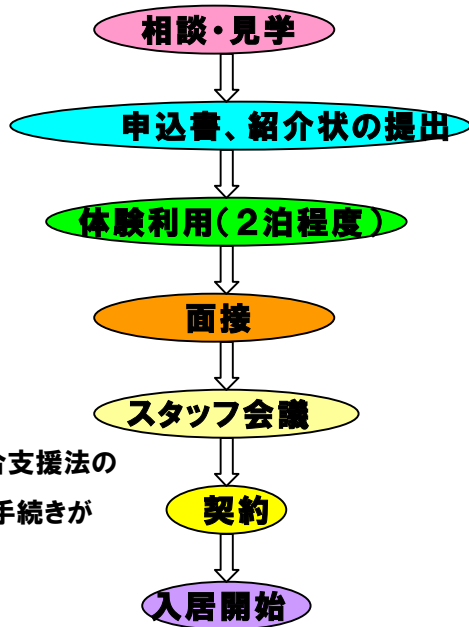 相談・見学
申込書、紹介状の提出
体験利用(２泊程度)
面接
スタッフ会議
合支援法の
手続きが
契約
入居開始